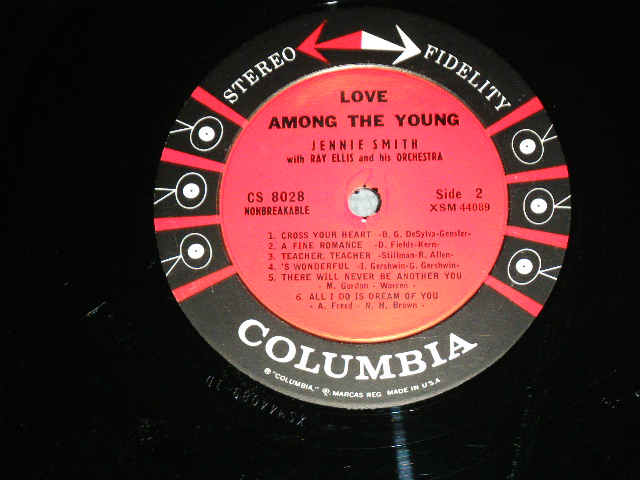 STEREO FIDELITY
LOVE
AMONG THE YOUNG
JENNIE SMITH
with RAY ELLIS and his ORCHESTRA
CS 8028
NONBREAKABLE
Side 2
XSM 44089
1. CROSS YOUR HEART -B. G. DeSylva-Gensler-
2. A FINE ROMANCE -D. Fields-Kern-
3. TEACHER, TEACHER -Stillman-R. Allen-
4. 'S WONDERFUL -I. Gershwin-G. Gershwin-
5. THERE WILL NEVER BE ANOTHER YOU
- M. Gordon - Warren -
6. ALL I DO IS DREAM OF YOU
- A. Freed - N. H. Brown -
COLUMBIA
® "COLUMBIA," ®, MARCAS REG. MADE IN U.S.A.